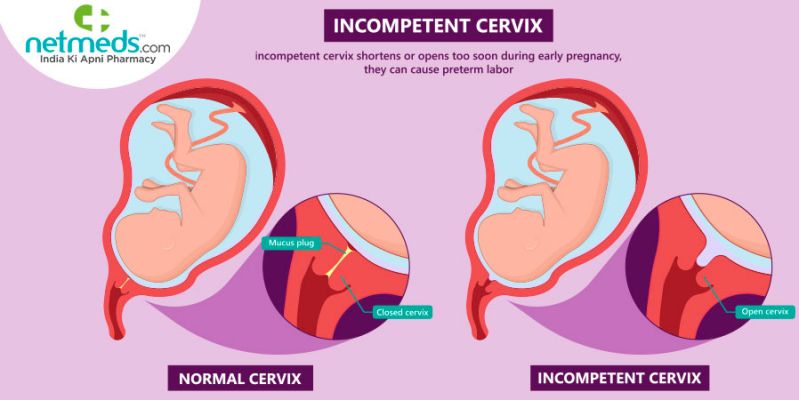 netmeds.com
India Ki Apni Pharmacy
INCOMPETENT CERVIX
incompetent cervix shortens or opens too soon during early pregnancy,
they can cause preterm labor
Mucus plug
Closed cervix
Open cervix
NORMAL CERVIX
INCOMPETENT CERVIX